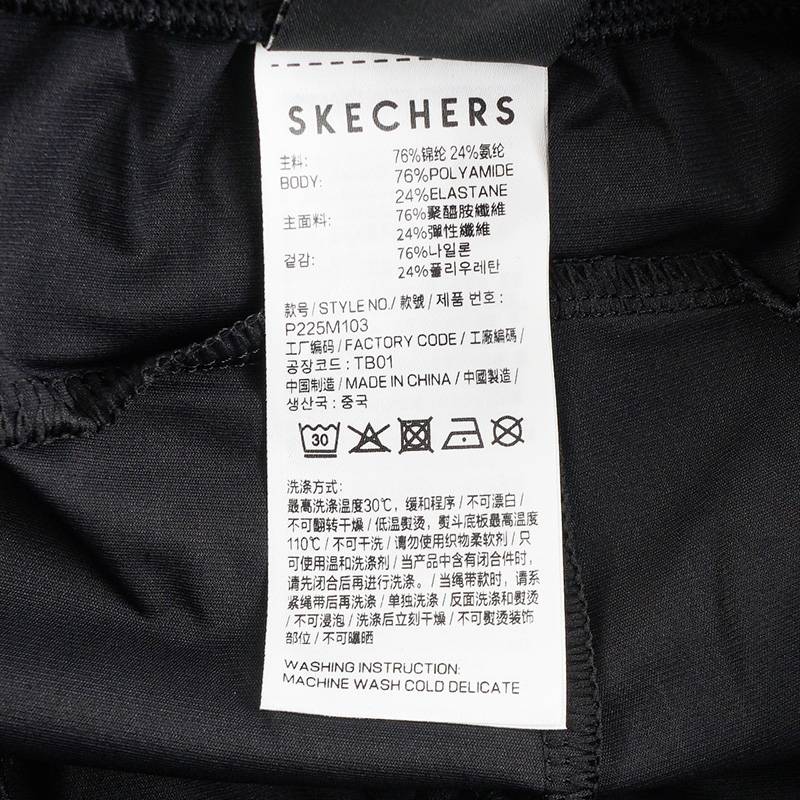 SKECHERS
主料: 76%锦纶 24%氨纶
BODY: 76%POLYAMIDE
24%ELASTANE
主面料: 76%聚醯胺纖維
24%彈性纖維
겉감: 76%나일론
24%폴리우레탄
款号 / STYLE NO./ 款號 / 제품 번호 :
P225M103
工厂编码 / FACTORY CODE / 工廠編碼 /
공장코드 : TB01
中国制造 / MADE IN CHINA / 中國製造 /
생산국 : 중국
30
洗涤方式:
最高洗涤温度30℃，缓和程序 / 不可漂白 /
不可翻转干燥 / 低温熨烫，熨斗底板最高温度
110℃ / 不可干洗 / 请勿使用织物柔软剂 / 只
可使用温和洗涤剂 / 当产品中含有闭合件时，
请先闭合后再进行洗涤。/ 当绳带款时，请系
紧绳带后再洗涤 / 单独洗涤 / 反面洗涤和熨烫
/ 不可浸泡 / 洗涤后立刻干燥 / 不可熨烫装饰
部位 / 不可曝晒
WASHING INSTRUCTION:
MACHINE WASH COLD DELICATE